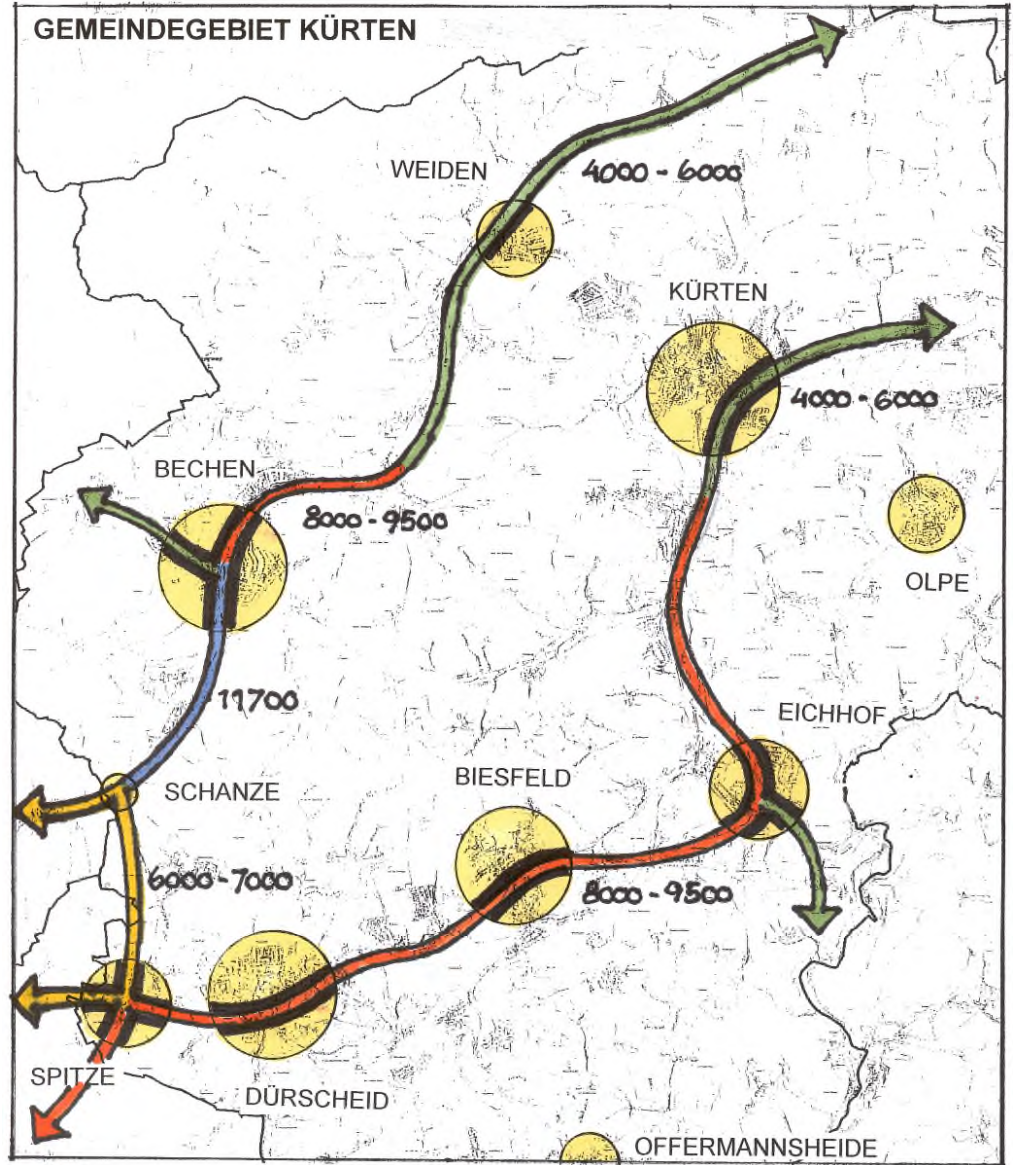 GEMEINDEGEBIET KÜRTEN
WEIDEN
4000 - 6000
KÜRTEN
4000 - 6000
BECHEN
8000 - 9500
OLPE
11700
EICHHOF
SCHANZE
BIESFELD
6000 - 7000
8000 - 9500
SPITZE
DÜRSCHEID
OFFERMANNSHEIDE